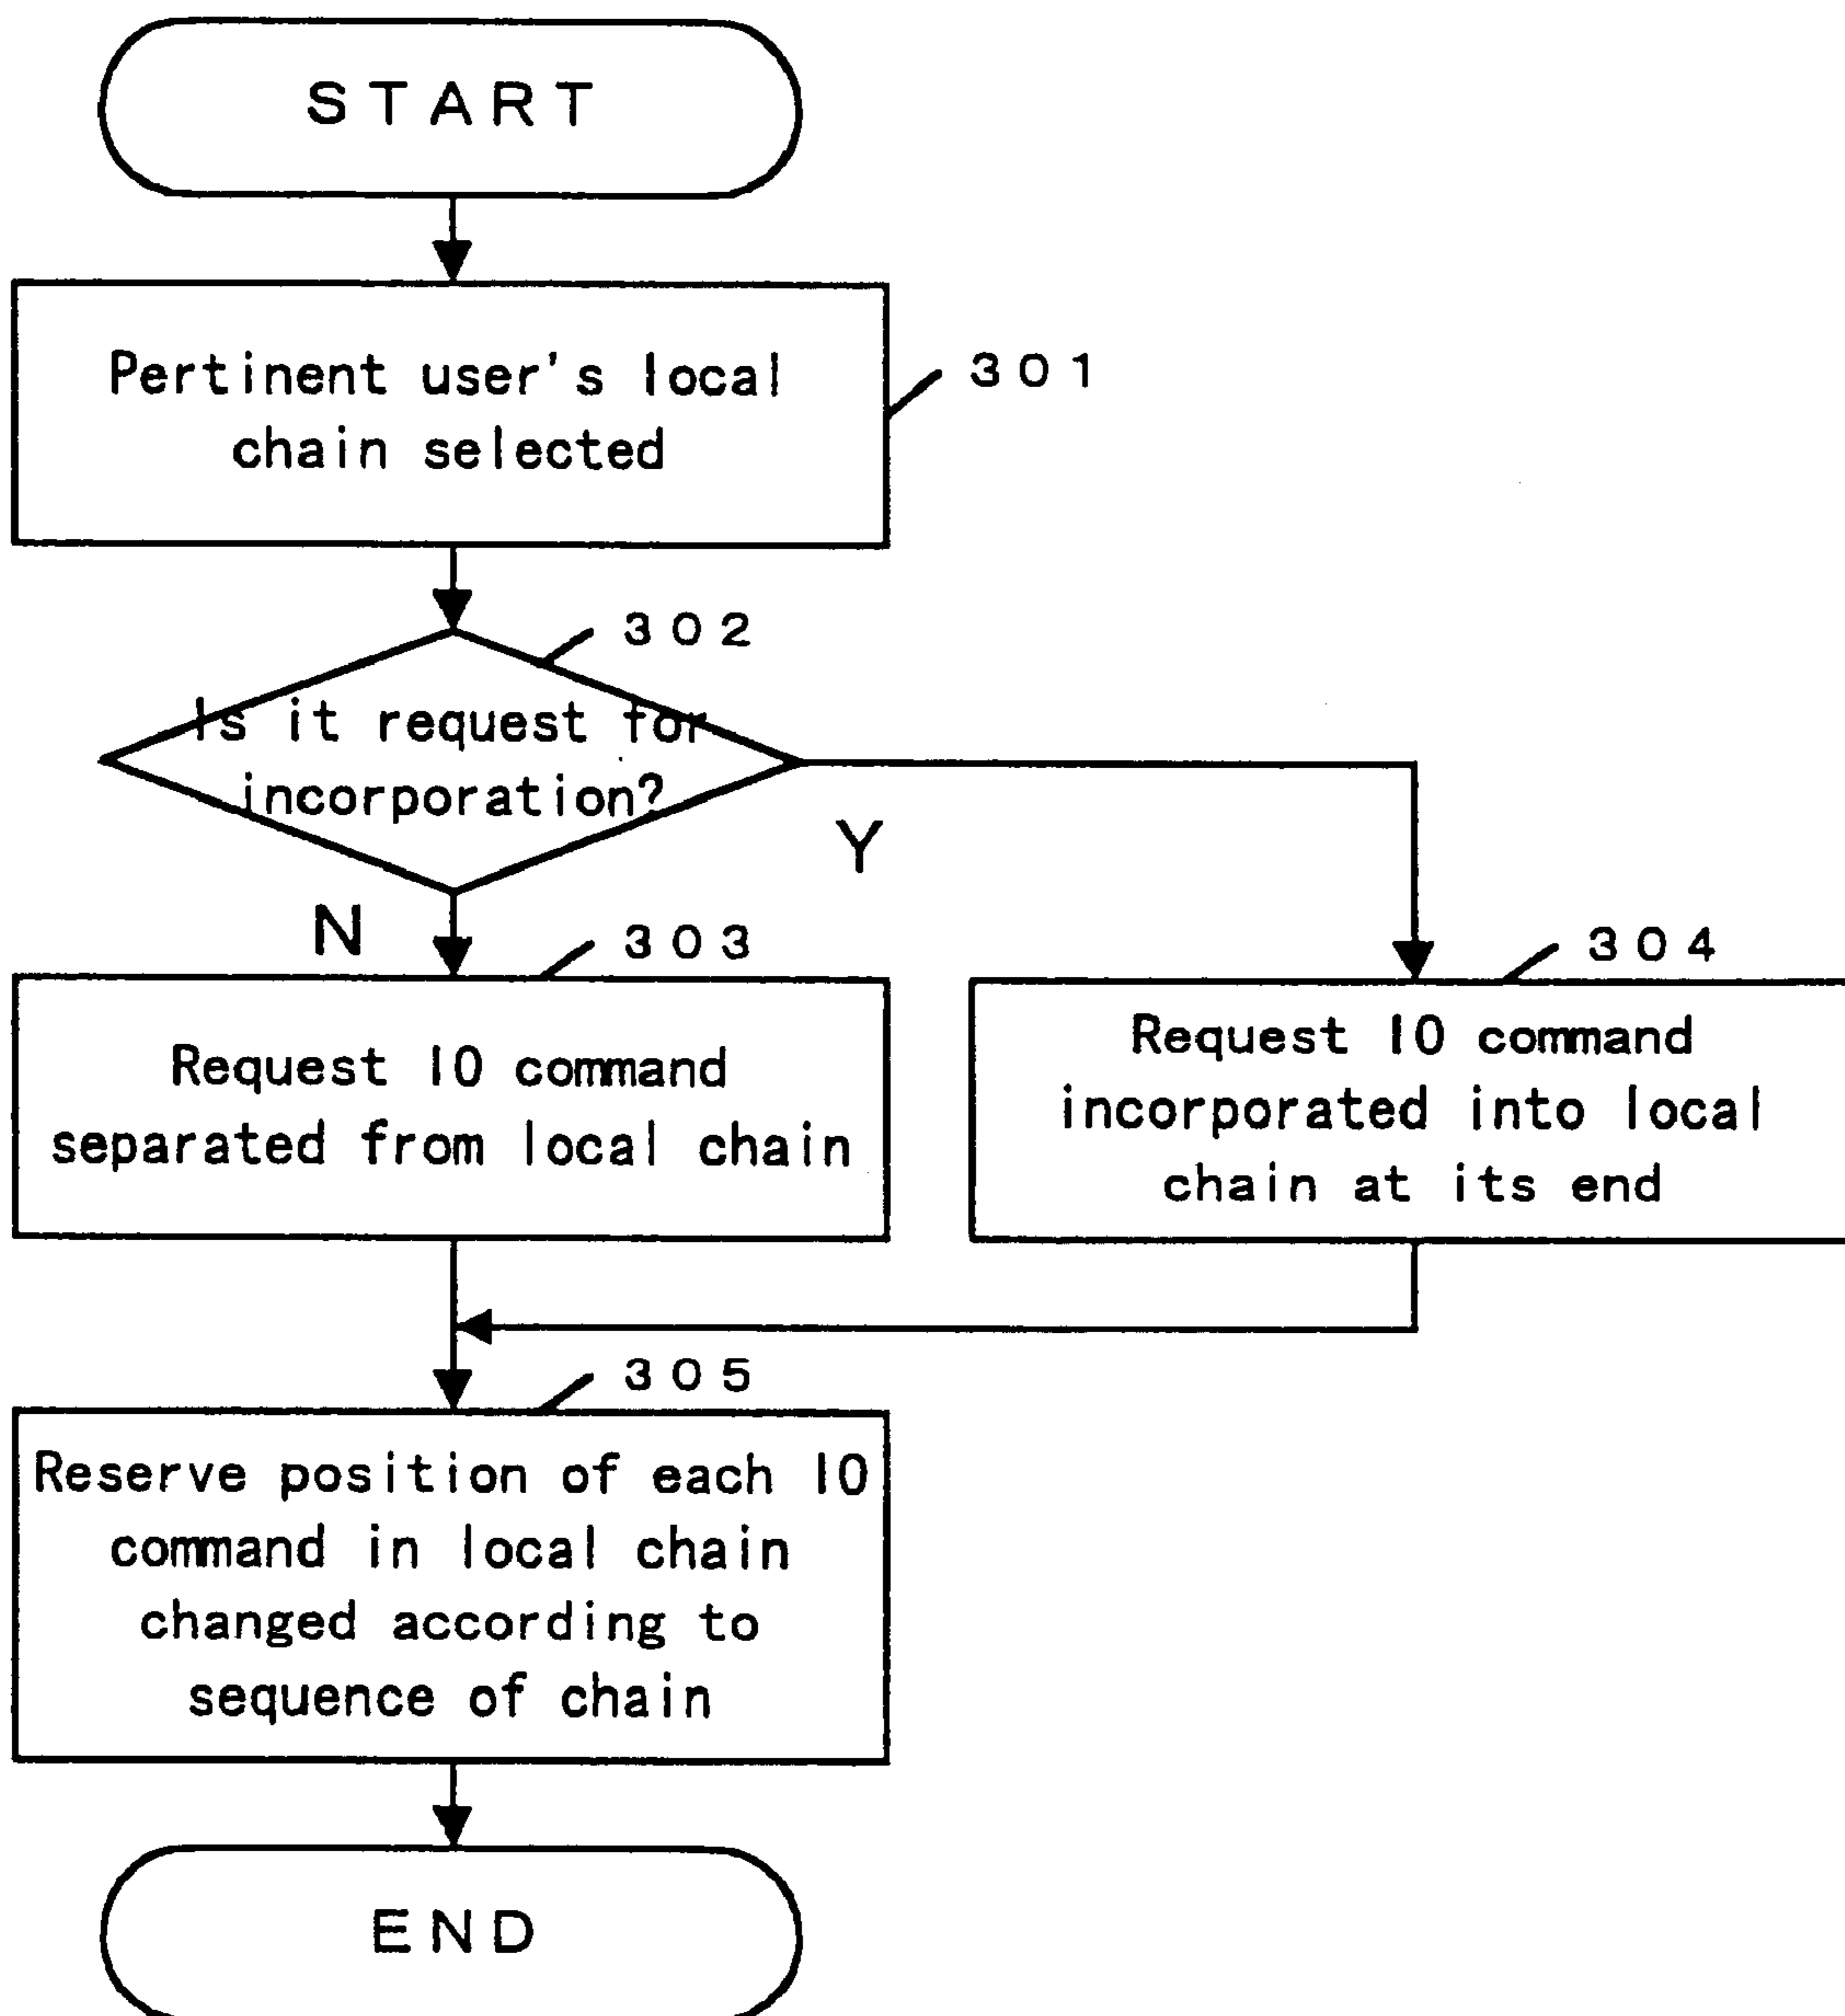 START
Pertinent user's local
chain selected
301
302
Is it request for
incorporation?
Y
N
303
304
Request IO command
separated from local chain
Request IO command
incorporated into local
chain at its end
305
Reserve position of each IO
command in local chain
changed according to
sequence of chain
END